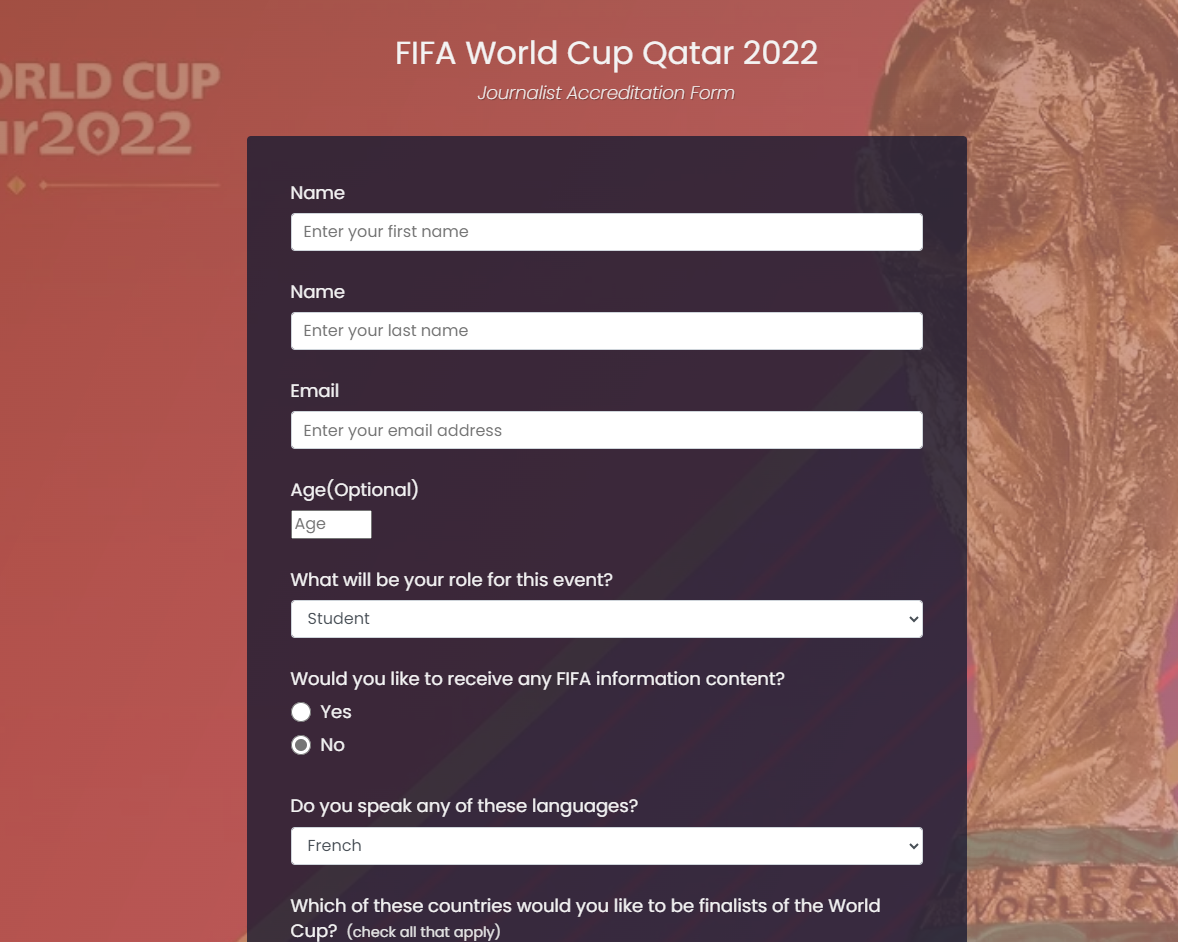 FIFA World Cup Qatar 2022
Journalist Accreditation Form
ORLD CUP
ar2022
Name
Enter your first name
Name
Enter your last name
Email
Enter your email address
Age(Optional)
Age
What will be your role for this event?
Student
Would you like to receive any FIFA information content?
Yes
No
Do you speak any of these languages?
French
Which of these countries would you like to be finalists of the World
Cup? (check all that apply)
FIFA
WORLD CU